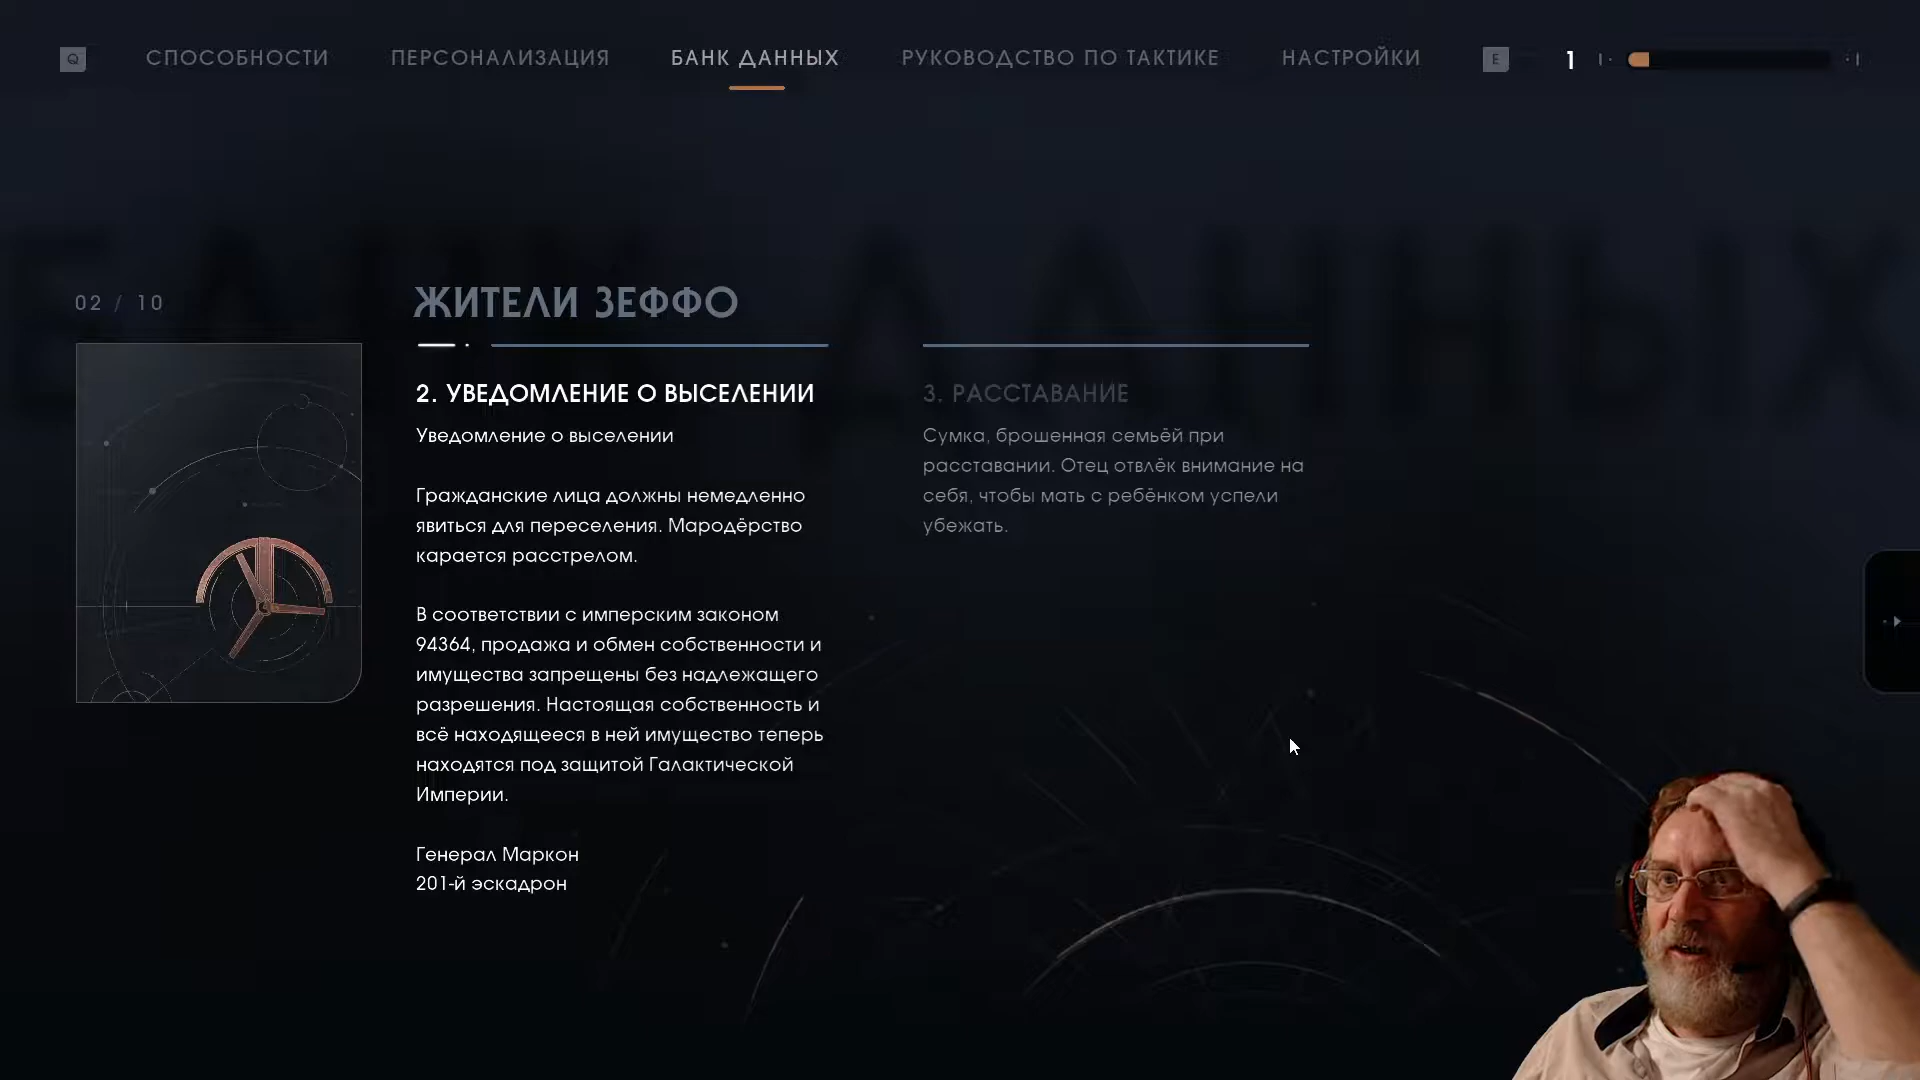 Q
СПОСОБНОСТИ
ПЕРСОНАЛИЗАЦИЯ
БАНК ДАННЫХ
РУКОВОДСТВО ПО ТАКТИКЕ
НАСТРОЙКИ
E
1
БАНК ДАННЫХ
02 / 10
ЖИТЕЛИ ЗЕФФО
2. УВЕДОМЛЕНИЕ О ВЫСЕЛЕНИИ
Уведомление о выселении
Гражданские лица должны немедленно
явиться для переселения. Мародёрство
карается расстрелом.
В соответствии с имперским законом
94364, продажа и обмен собственности и
имущества запрещены без надлежащего
разрешения. Настоящая собственность и
всё находящееся в ней имущество теперь
находятся под защитой Галактической
Империи.
Генерал Маркон
201-й эскадрон
3. РАССТАВАНИЕ
Сумка, брошенная семьёй при
расставании. Отец отвлёк внимание на
себя, чтобы мать с ребёнком успели
убежать.